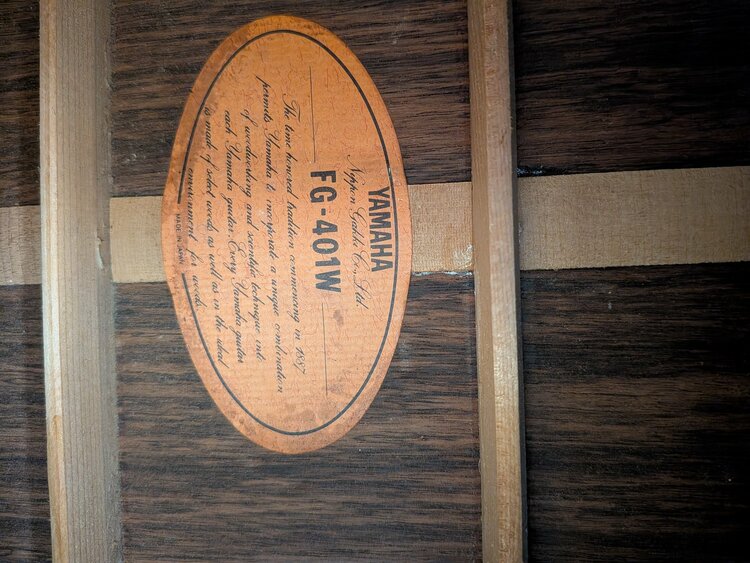 YAMAHA
Nippon Gakki Co., Ltd.
FG-401W
The time honored tradition commencing in 1887
permits Yamaha to incorporate a unique combination
of woodworking and scientific technique into
each Yamaha guitar. Every Yamaha guitar
is made of select woods as well as in the ideal
environment for woods.
MADE IN JAPAN